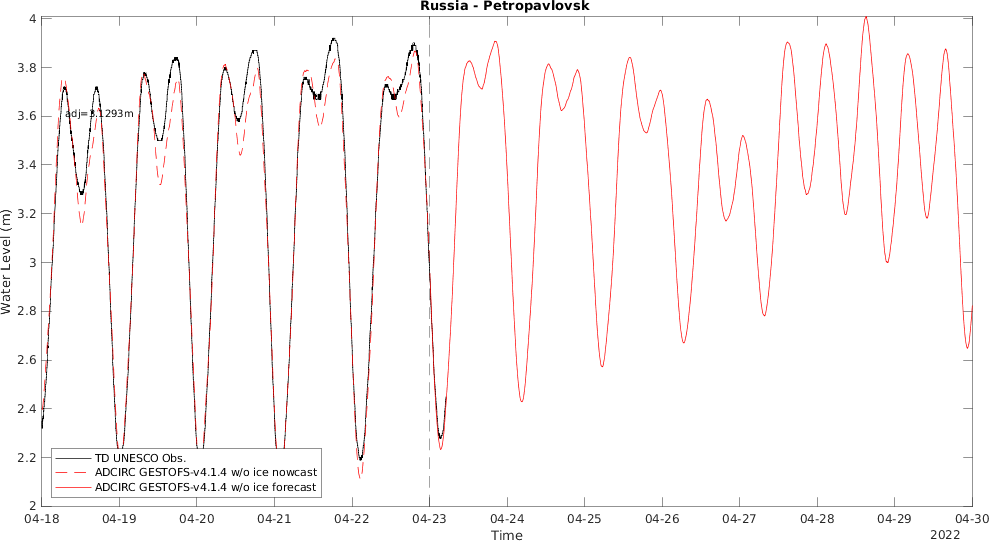 Russia - Petropavlovsk
4
3.8
3.6
3.4
3.2
3
2.8
2.6
2.4
2.2
2
Water Level (m)
adj=3.1293m
TD UNESCO Obs.
ADCIRC GESTOFS-v4.1.4 w/o ice nowcast
ADCIRC GESTOFS-v4.1.4 w/o ice forecast
04-18 04-19 04-20 04-21 04-22 04-23 04-24 04-25 04-26 04-27 04-28 04-29 04-30
Time
2022